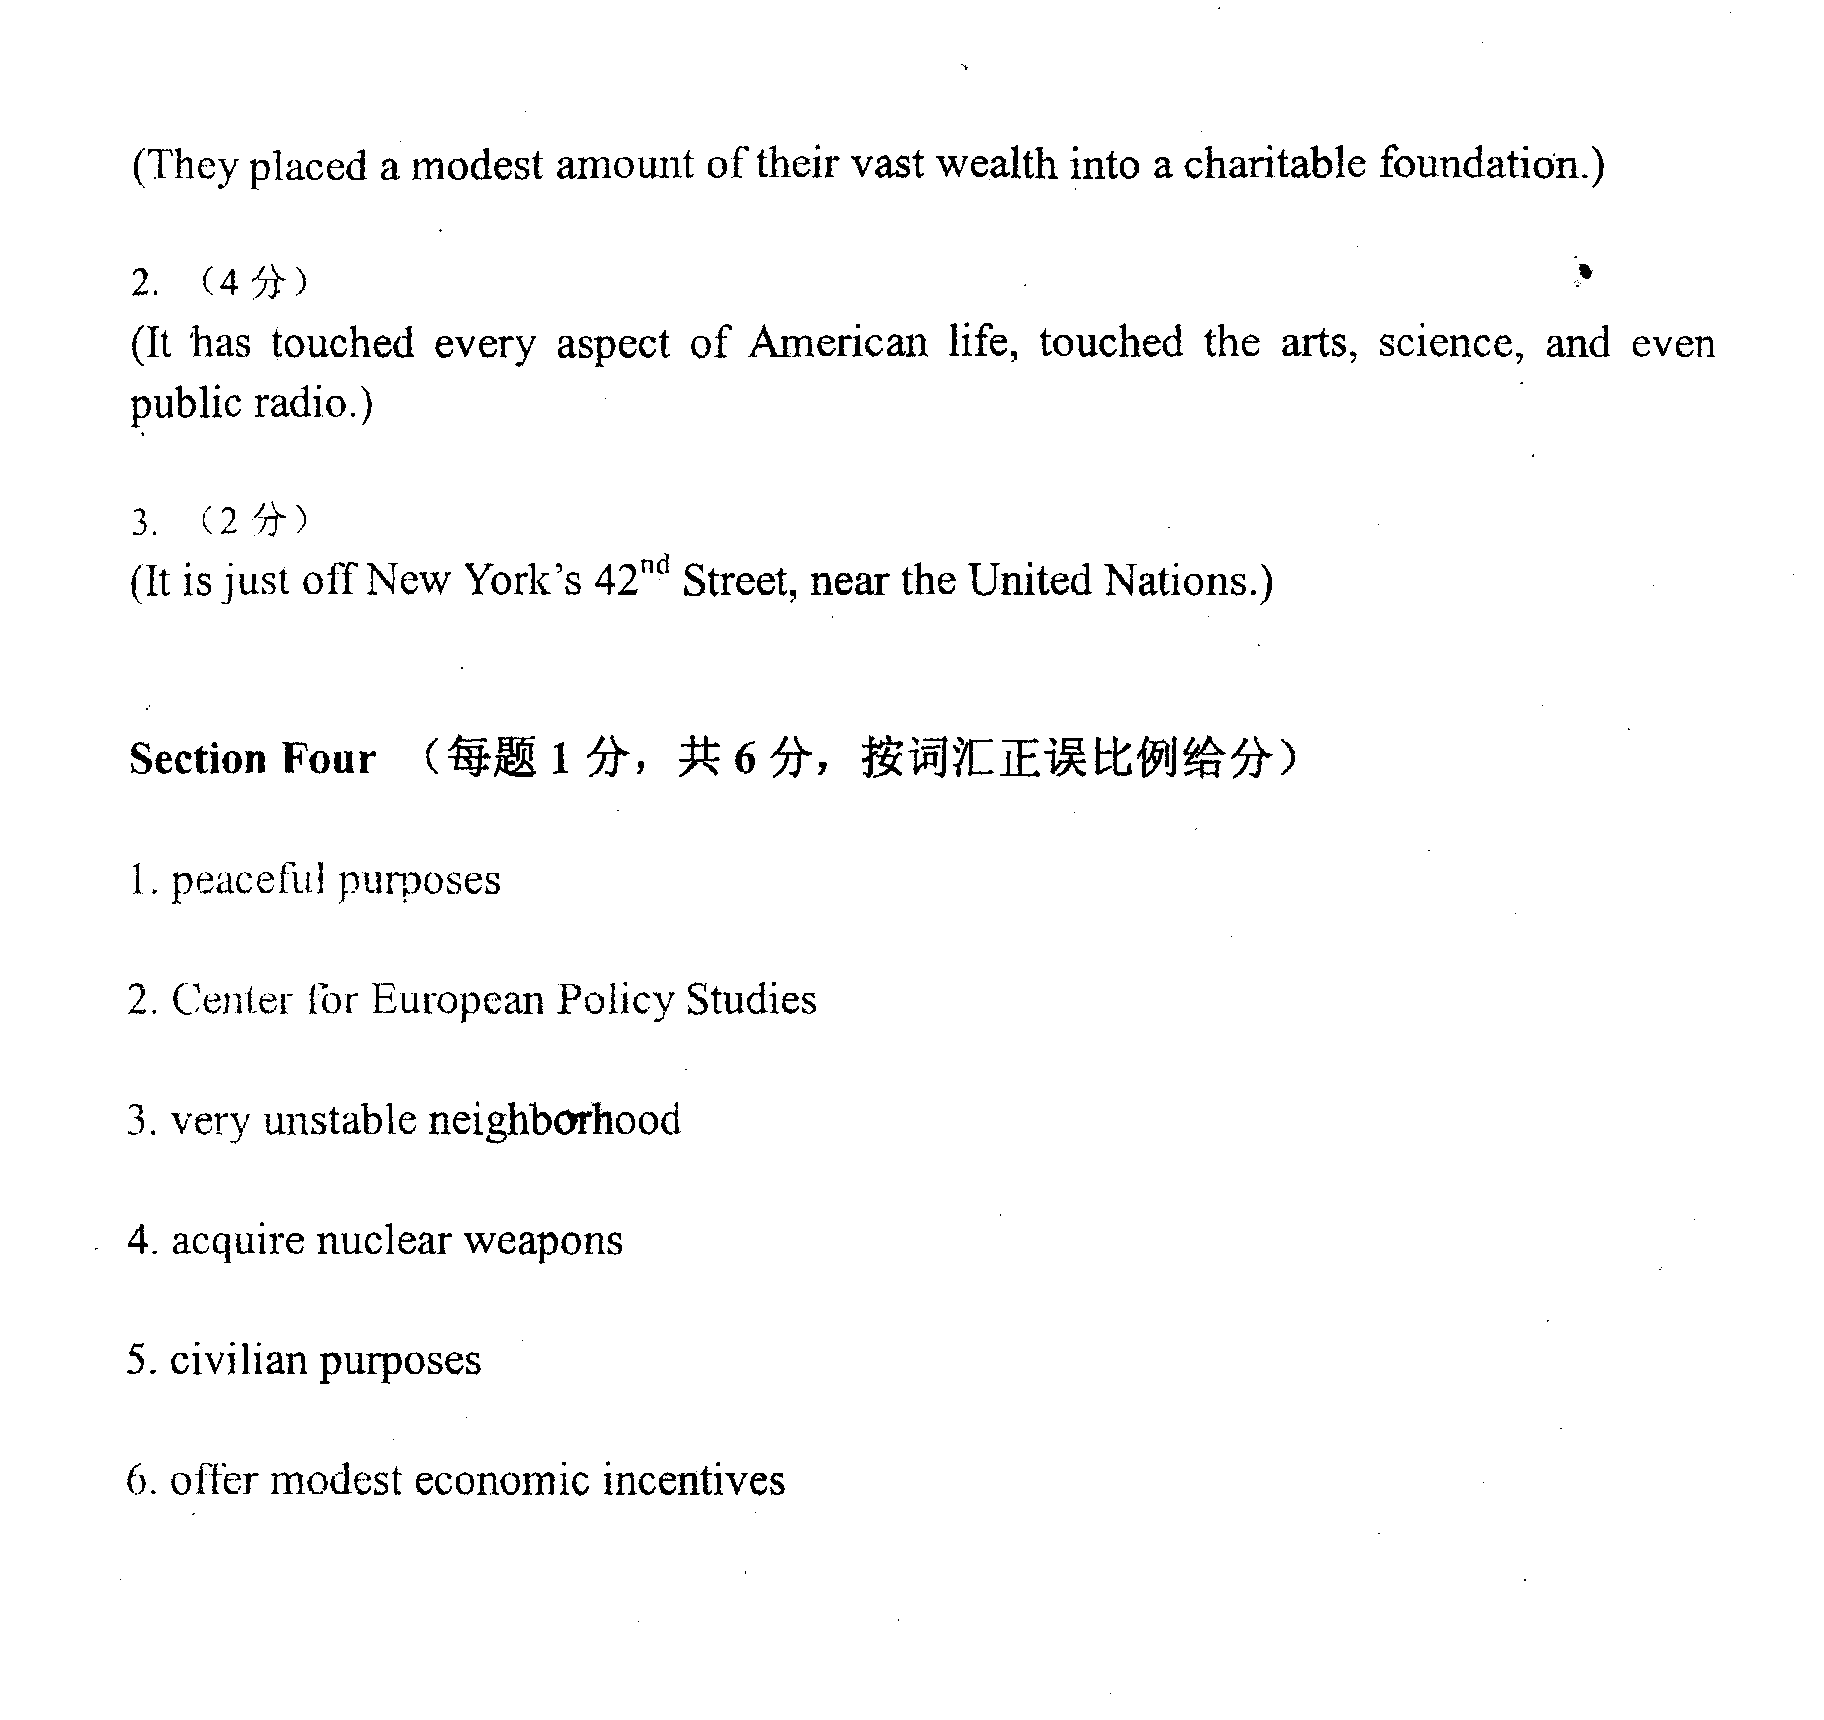 (They placed a modest amount of their vast wealth into a charitable foundation.)
2. （4 分）
(It has touched every aspect of American life, touched the arts, science, and even
public radio.)
3. （2 分）
(It is just off New York’s 42nd Street, near the United Nations.)
Section Four （每题 1 分，共 6 分，按词汇正误比例给分）
1. peaceful purposes
2. Center for European Policy Studies
3. very unstable neighborhood
4. acquire nuclear weapons
5. civilian purposes
6. offer modest economic incentives